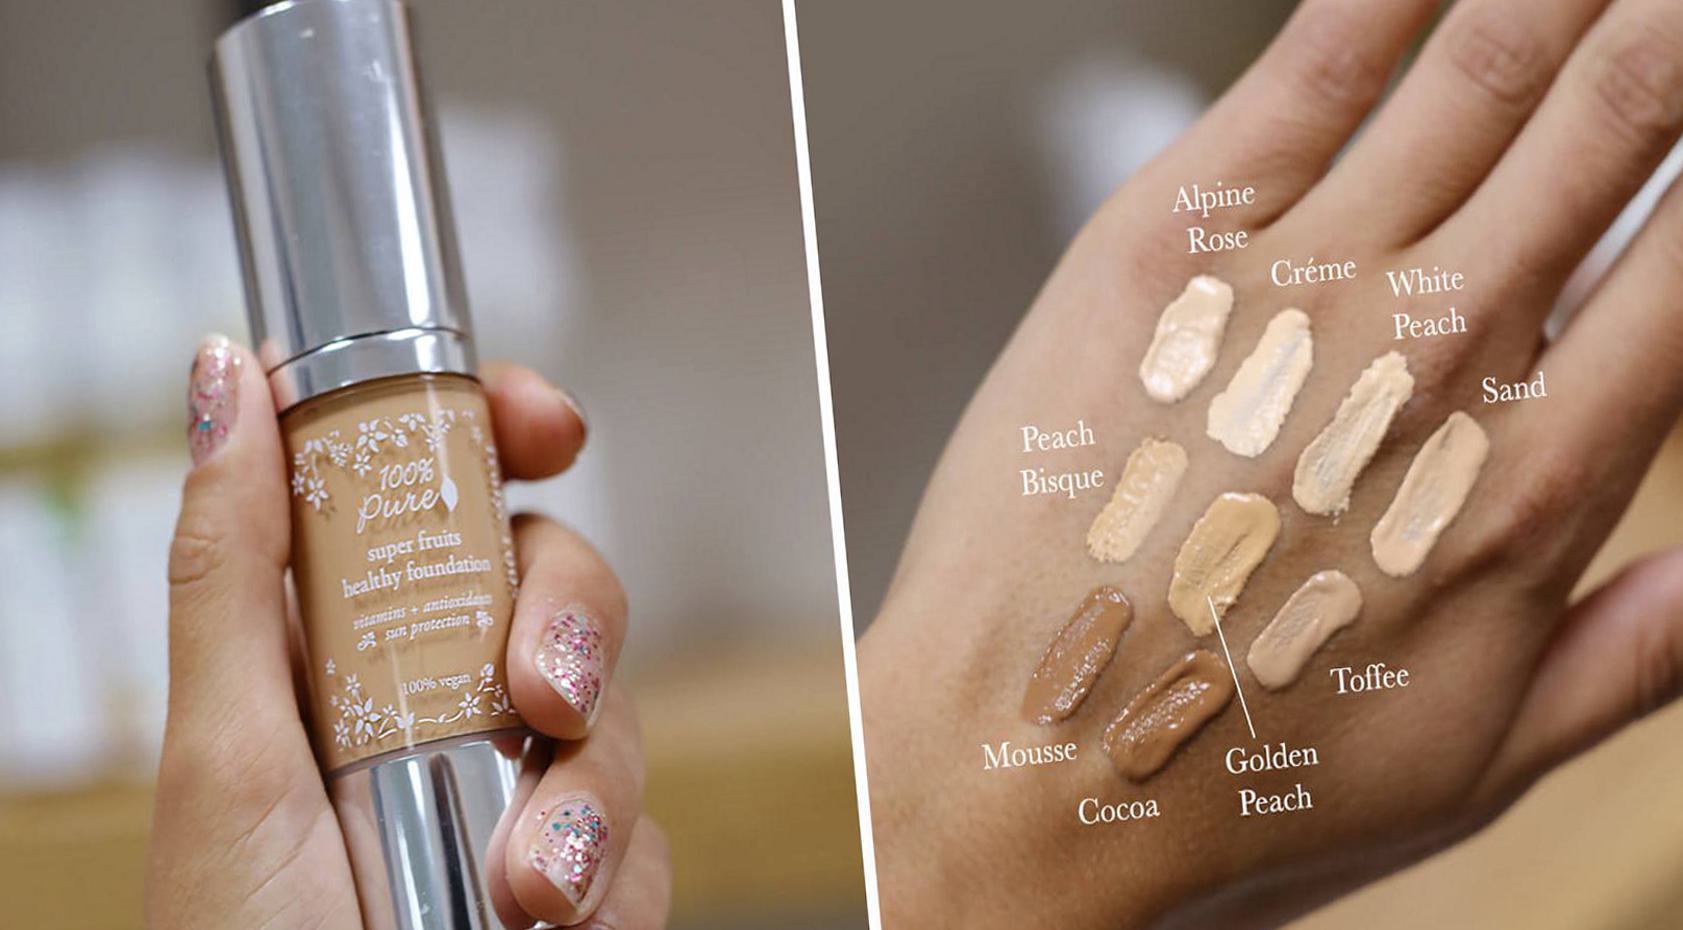 100%
Pure
super fruits
healthy foundation
vitamins + antioxidants
sun protection
100% vegan
Alpine
Rose
Créme
White
Peach
Sand
Peach
Bisque
Toffee
Mousse
Golden
Peach
Cocoa